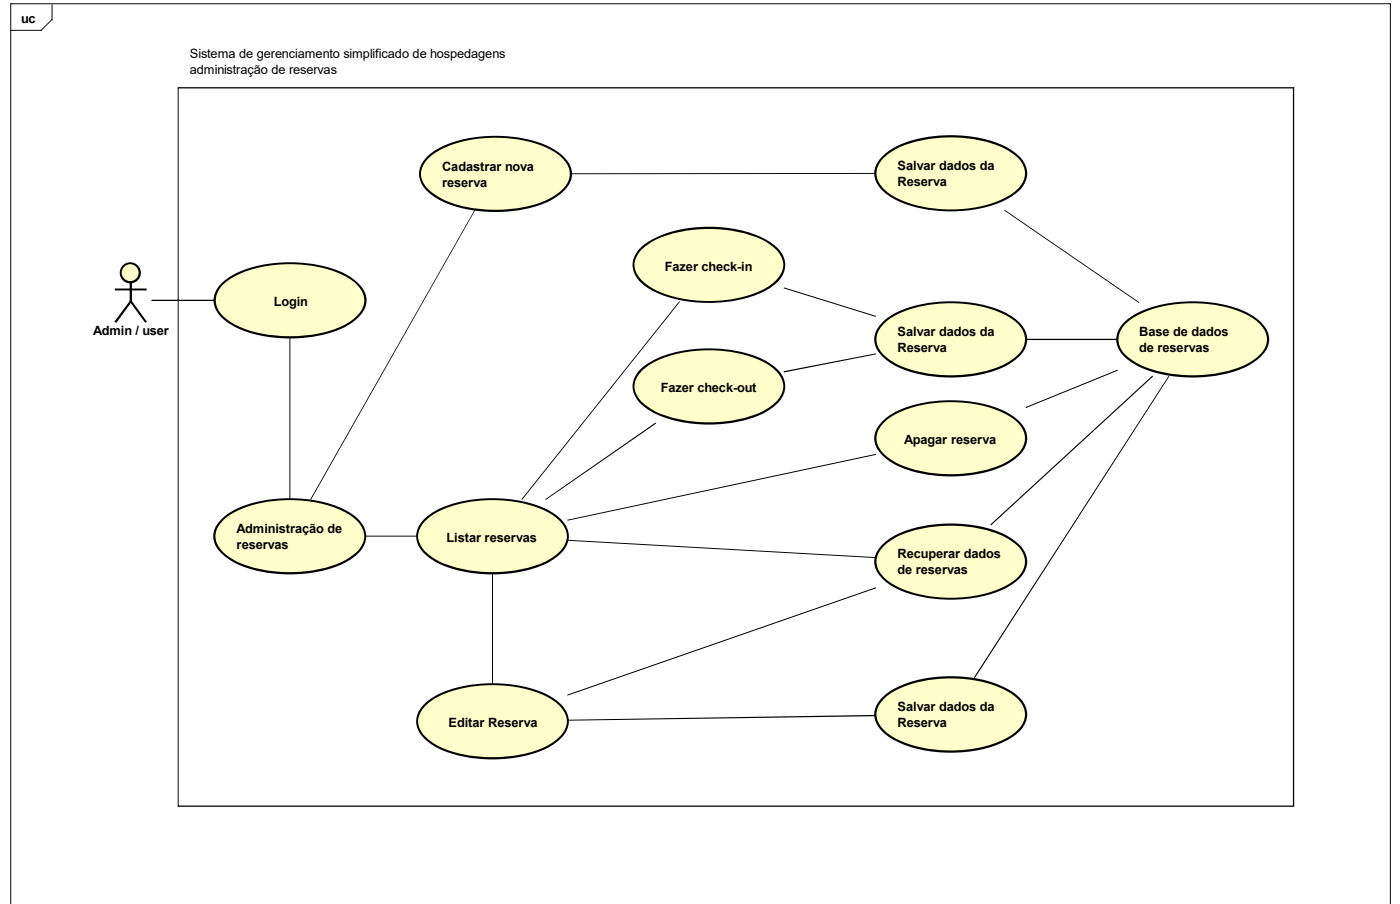 uc
Sistema de gerenciamento simplificado de hospedagens
administração de reservas
Cadastrar nova
reserva
Salvar dados da
Reserva
Fazer check-in
Login
Admin / user
Salvar dados da
Reserva
Base de dados
de reservas
Fazer check-out
Apagar reserva
Administração de
reservas
Listar reservas
Recuperar dados
de reservas
Editar Reserva
Salvar dados da
Reserva